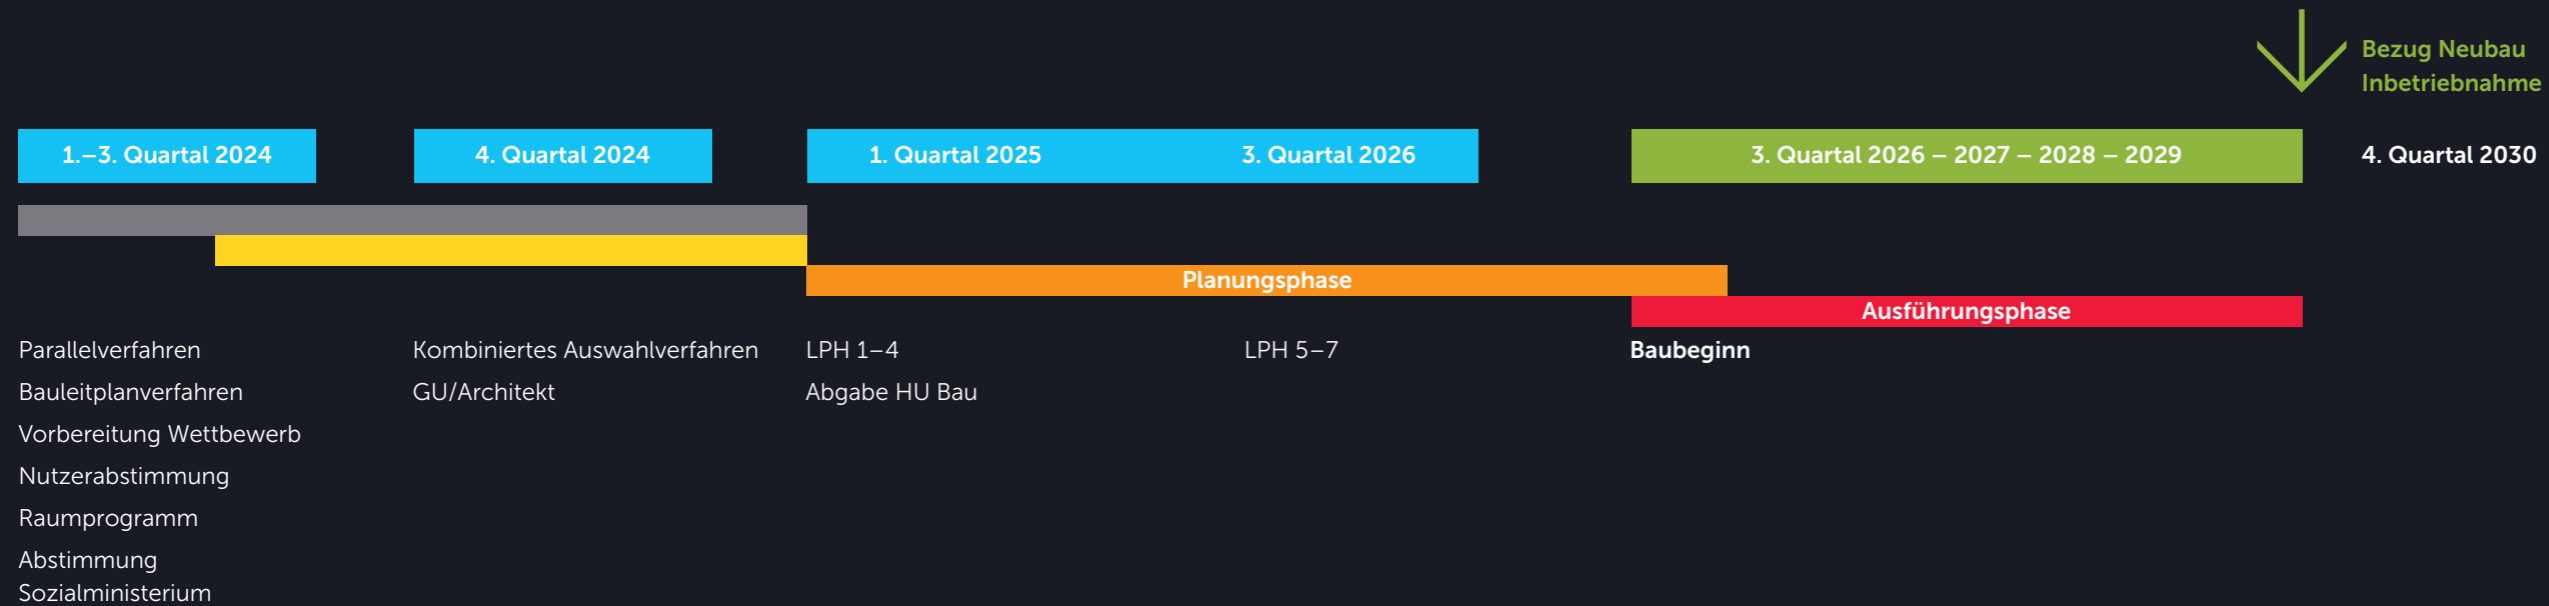 Bezug Neubau
Inbetriebnahme
1.–3. Quartal 2024
4. Quartal 2024
1. Quartal 2025
3. Quartal 2026
3. Quartal 2026 – 2027 – 2028 – 2029
4. Quartal 2030
Planungsphase
Ausführungsphase
Parallelverfahren
Bauleitplanverfahren
Vorbereitung Wettbewerb
Nutzerabstimmung
Raumprogramm
Abstimmung
Sozialministerium
Kombiniertes Auswahlverfahren
GU/Architekt
LPH 1–4
Abgabe HU Bau
LPH 5–7
Baubeginn